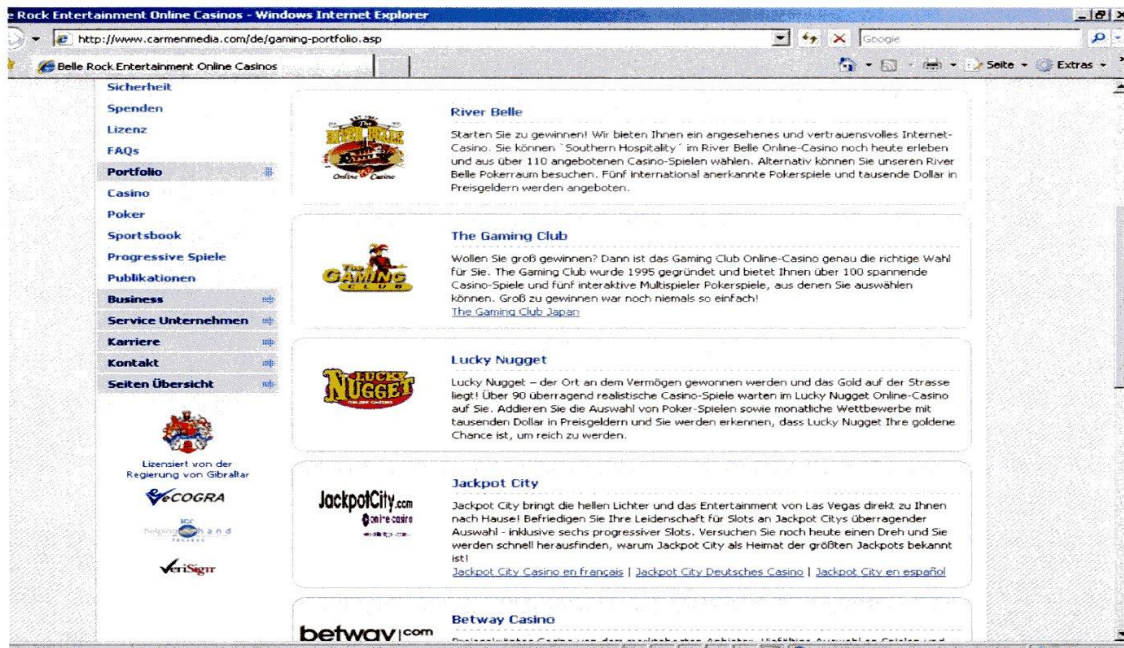 e Rock Entertainment Online Casinos - Windows Internet Explorer
http://www.carmenmedia.com/de/gaming-portfolio.asp
Google
Belle Rock Entertainment Online Casinos
Seite
Extras
Sicherheit
Spenden
Lizenz
FAQs
Portfolio
Casino
Poker
Sportsbook
Progressive Spiele
Publikationen
Business
Service Unternehmen
Karriere
Kontakt
Seiten Übersicht
Lizensiert von der
Regierung von Gibraltar
eCOGRA
helping hand
VeriSign
The
RIVER BELLE
Online Casino
River Belle
Starten Sie zu gewinnen! Wir bieten Ihnen ein angesehenes und vertrauensvolles Internet-
Casino. Sie können `Southern Hospitality´ im River Belle Online-Casino noch heute erleben
und aus über 110 angebotenen Casino-Spielen wählen. Alternativ können Sie unseren River
Belle Pokerraum besuchen. Fünf international anerkannte Pokerspiele und tausende Dollar in
Preisgeldern werden angeboten.
The
GAMING
CLUB
The Gaming Club
Wollen Sie groß gewinnen? Dann ist das Gaming Club Online-Casino genau die richtige Wahl
für Sie. The Gaming Club wurde 1995 gegründet und bietet Ihnen über 100 spannende
Casino-Spiele und fünf interaktive Multispieler Pokerspiele, aus denen Sie auswählen
können. Groß zu gewinnen war noch niemals so einfach!
The Gaming Club Japan
LUCKY
NUGGET
Lucky Nugget
Lucky Nugget – der Ort an dem Vermögen gewonnen werden und das Gold auf der Strasse
liegt! Über 90 überragend realistische Casino-Spiele warten im Lucky Nugget Online-Casino
auf Sie. Addieren Sie die Auswahl von Poker-Spielen sowie monatliche Wettbewerbe mit
tausenden Dollar in Preisgeldern und Sie werden erkennen, dass Lucky Nugget Ihre goldene
Chance ist, um reich zu werden.
JackpotCity.com
online casino
Jackpot City
Jackpot City bringt die hellen Lichter und das Entertainment von Las Vegas direkt zu Ihnen
nach Hause! Befriedigen Sie Ihre Leidenschaft für Slots an Jackpot Citys überragender
Auswahl - inklusive sechs progressiver Slots. Versuchen Sie noch heute einen Dreh und Sie
werden schnell herausfinden, warum Jackpot City als Heimat der größten Jackpots bekannt
ist!
Jackpot City Casino en français | Jackpot City Deutsches Casino | Jackpot City en español
betway.com
Betway Casino